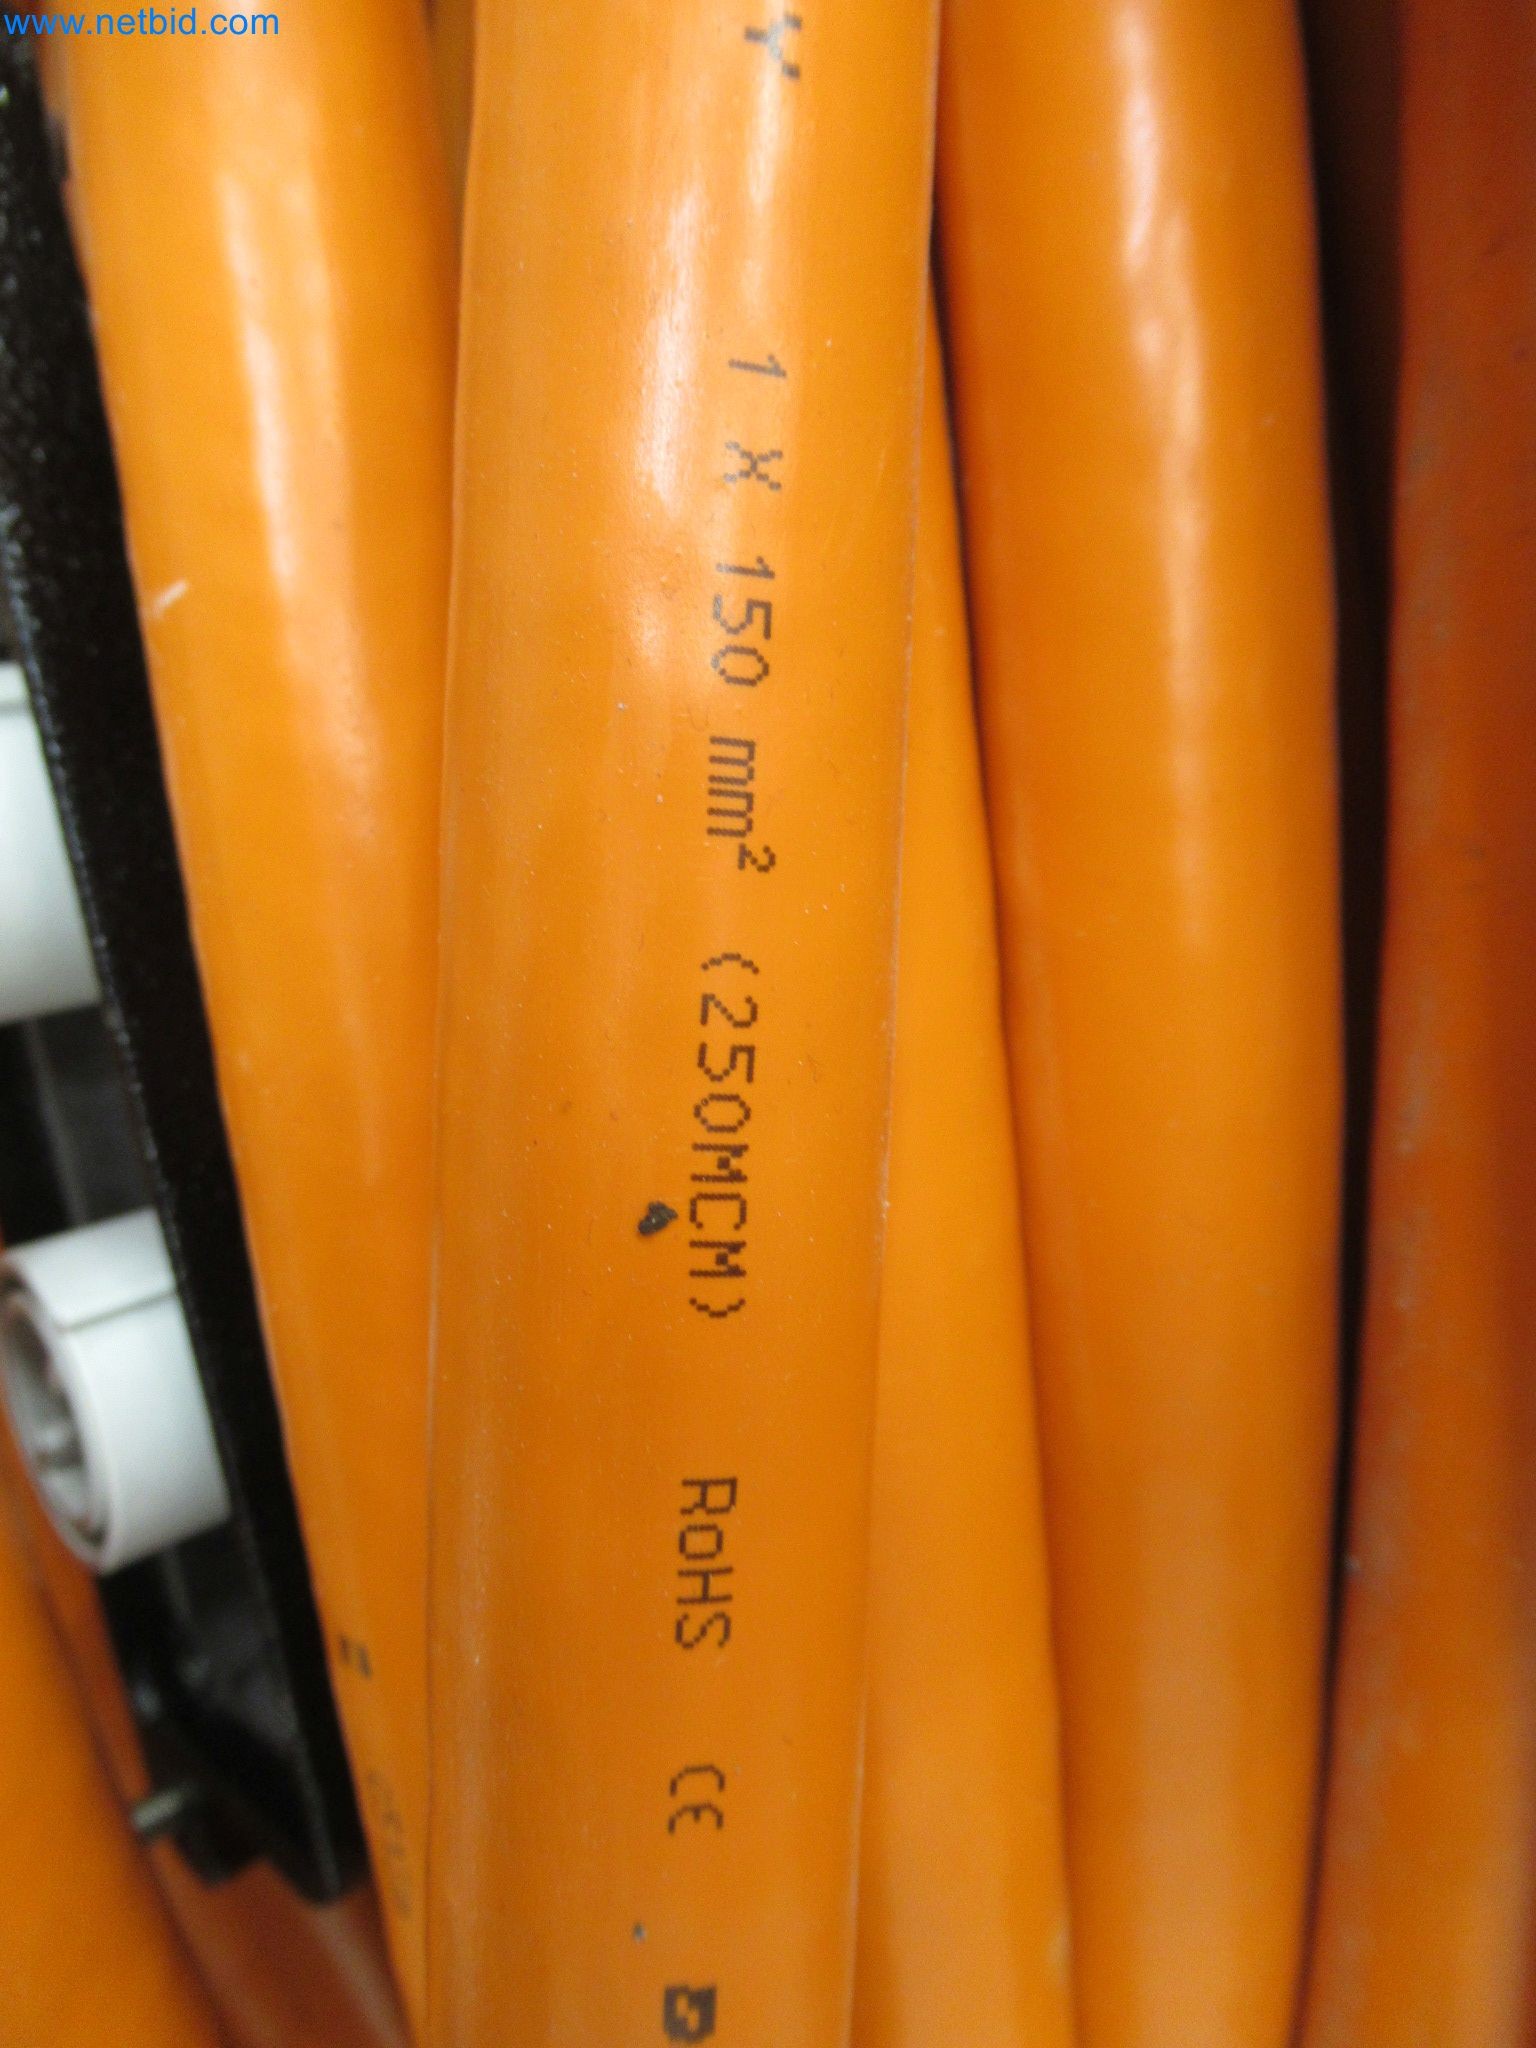 www.netbid.com
Y 1 X 150 mm² (250MCM) RoHS CE